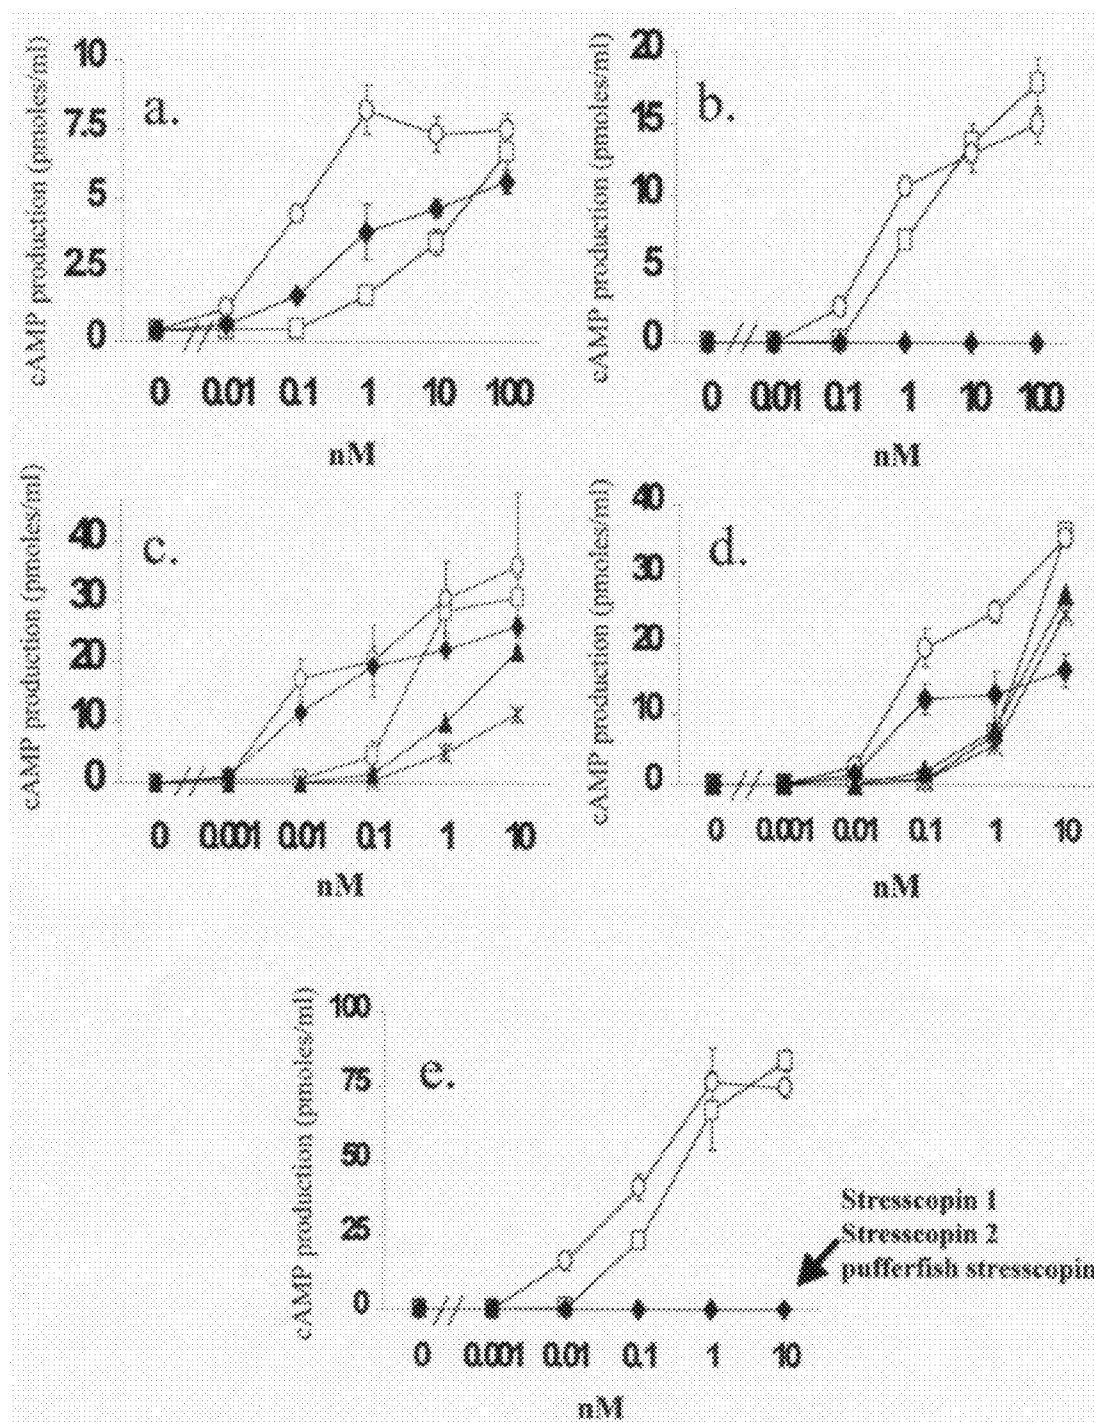 a.
cAMP production (pmoles/ml)
10
7.5
5
2.5
0
0 0.01 0.1 1 10 100
nM
b.
cAMP production (pmoles/ml)
20
15
10
5
0
0 0.01 0.1 1 10 100
nM
c.
cAMP production (pmoles/ml)
40
30
20
10
0
0 0.001 0.01 0.1 1 10
nM
d.
cAMP production (pmoles/ml)
40
30
20
10
0
0 0.001 0.01 0.1 1 10
nM
e.
cAMP production (pmoles/ml)
100
75
50
25
0
0 0.001 0.01 0.1 1 10
nM
Stresscopin 1
Stresscopin 2
pufferfish stresscopin